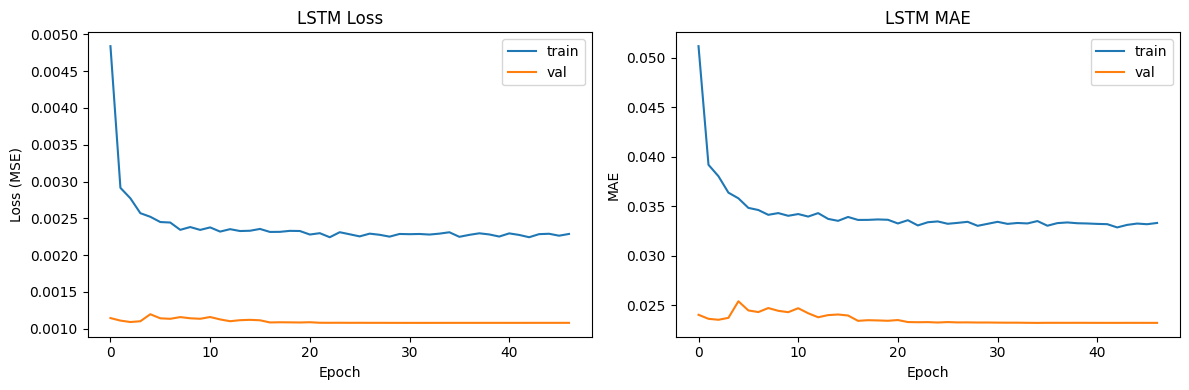 LSTM Loss
0.0050
0.0045
0.0040
0.0035
0.0030
0.0025
0.0020
0.0015
0.0010
Loss (MSE)
0
10
20
30
40
Epoch
train
val
LSTM MAE
0.050
0.045
0.040
0.035
0.030
0.025
MAE
0
10
20
30
40
Epoch
train
val